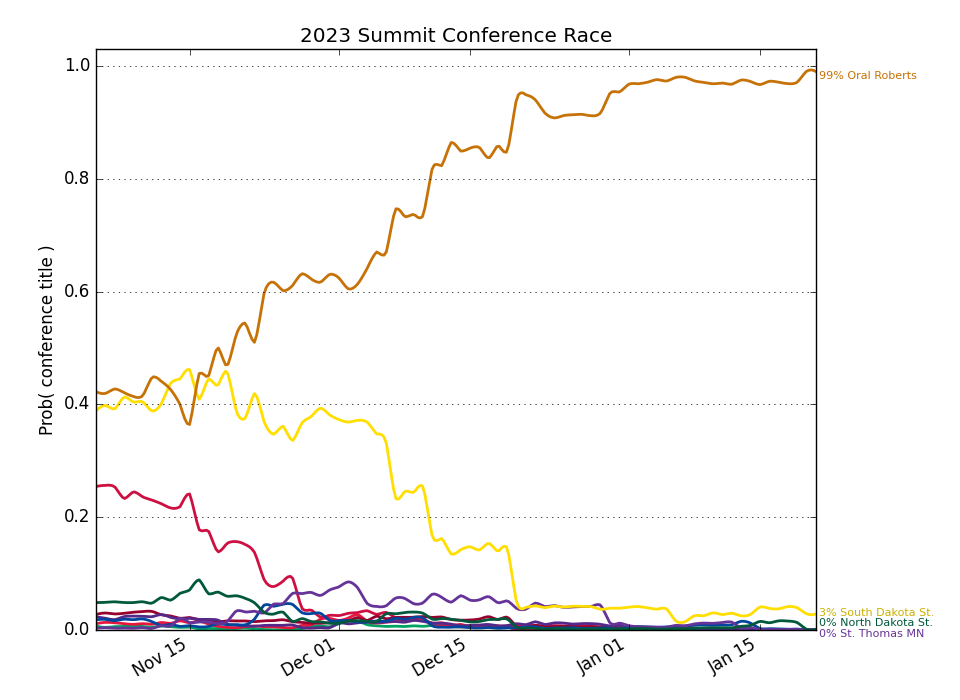 2023 Summit Conference Race
Prob( conference title )
1.0
0.8
0.6
0.4
0.2
0.0
Nov 15
Dec 01
Dec 15
Jan 01
Jan 15
99% Oral Roberts
3% South Dakota St.
0% North Dakota St.
0% St. Thomas MN